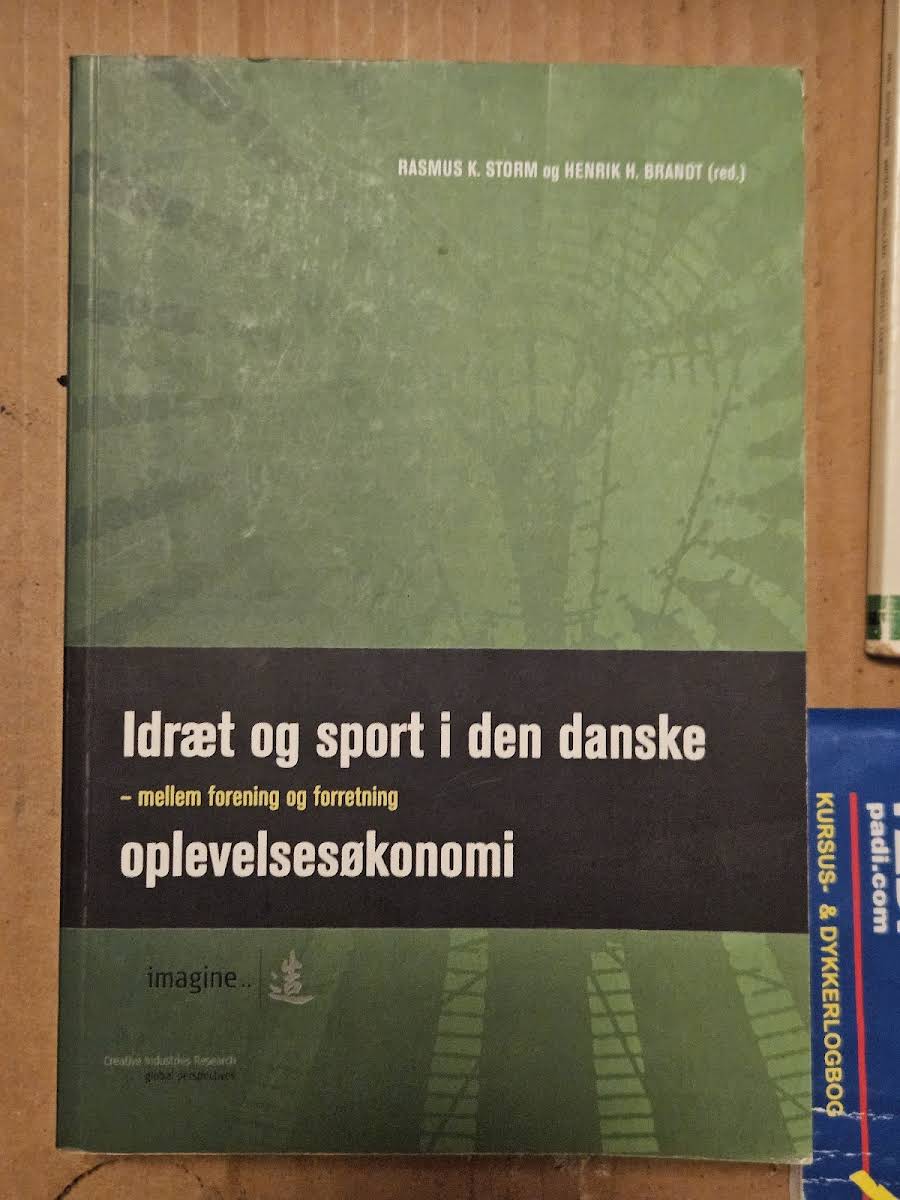 RASMUS K. STORM og HENRIK H. BRANDT (red.)
Idræt og sport i den danske
– mellem forening og forretning
oplevelsesøkonomi
imagine.. 造
Creative Industries Research
global perspectives
padi.com
KURSUS- & DYKKERLOGBOG